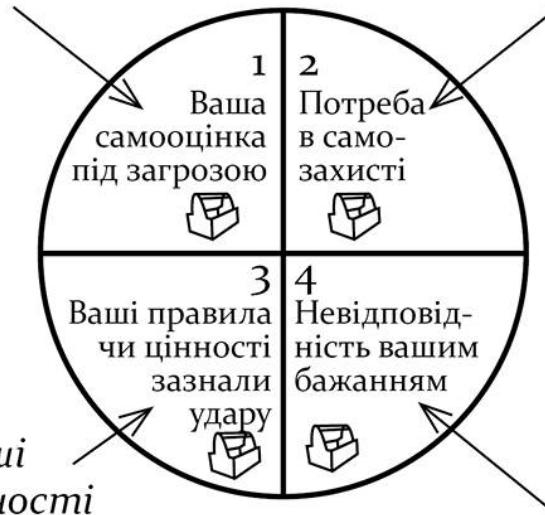 1
Ваша
самооцінка
під загрозою
2
Потреба
в само-
захисті
3
Ваші правила
чи цінності
зазнали
удару
4
Невідповід-
ність вашим
бажанням